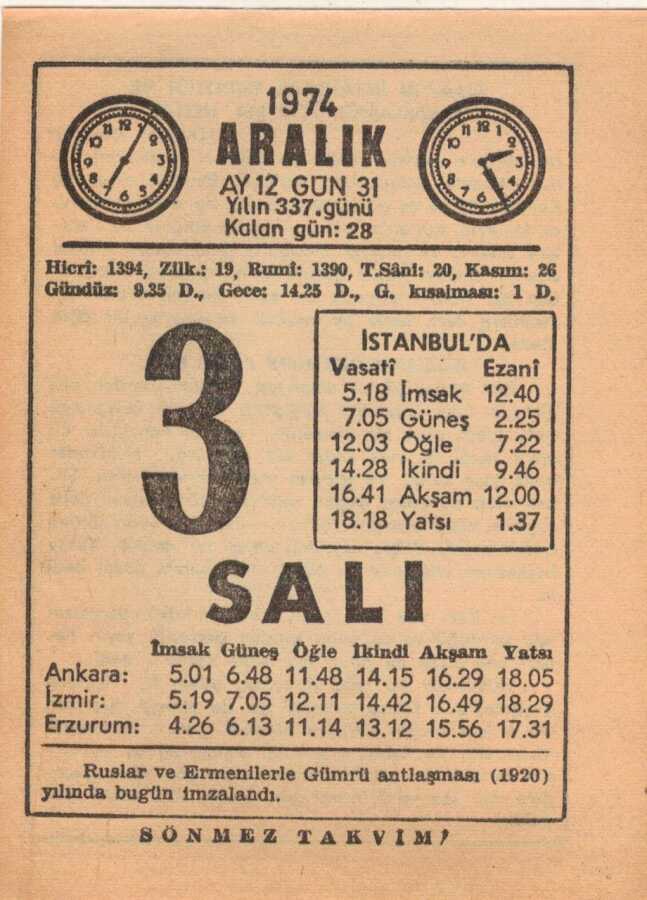 1974
ARALIK
AY 12 GÜN 31
Yılın 337.günü
Kalan gün: 28
Hicrî: 1394, Zilk.: 19, Rumî: 1390, T.Sâni: 20, Kasım: 26
Gündüz: 9.35 D., Gece: 14.25 D., G. kısalması: 1 D.
3
İSTANBUL'DA
Vasatî Ezanî
5.18 İmsak 12.40
7.05 Güneş 2.25
12.03 Öğle 7.22
14.28 İkindi 9.46
16.41 Akşam 12.00
18.18 Yatsı 1.37
SALI
İmsak Güneş Öğle İkindi Akşam Yatsı
Ankara: 5.01 6.48 11.48 14.15 16.29 18.05
İzmir: 5.19 7.05 12.11 14.42 16.49 18.29
Erzurum: 4.26 6.13 11.14 13.12 15.56 17.31
Ruslar ve Ermenilerle Gümrü antlaşması (1920)
yılında bugün imzalandı.
SÖNMEZ TAKVİM!